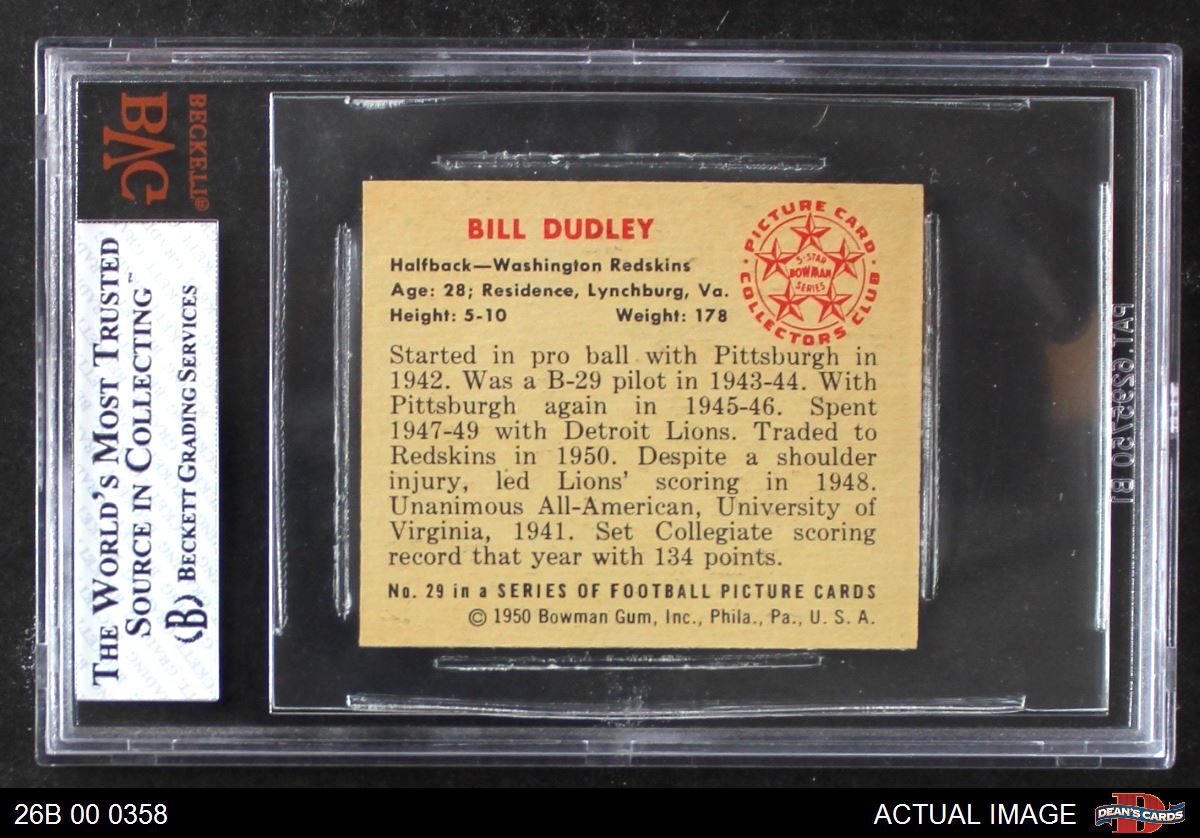 BECKETT®
BVG
THE WORLD'S MOST TRUSTED
SOURCE IN COLLECTING™
(B) BECKETT GRADING SERVICES
BILL DUDLEY
Halfback—Washington Redskins
Age: 28; Residence, Lynchburg, Va.
Height: 5-10 Weight: 178
PICTURE CARD
COLLECTORS CLUB
5-STAR
BOWMAN
SERIES
Started in pro ball with Pittsburgh in
1942. Was a B-29 pilot in 1943-44. With
Pittsburgh again in 1945-46. Spent
1947-49 with Detroit Lions. Traded to
Redskins in 1950. Despite a shoulder
injury, led Lions' scoring in 1948.
Unanimous All-American, University of
Virginia, 1941. Set Collegiate scoring
record that year with 134 points.
No. 29 in a SERIES OF FOOTBALL PICTURE CARDS
© 1950 Bowman Gum, Inc., Phila., Pa., U. S. A.
26B 00 0358
ACTUAL IMAGE
DEAN'S CARDS